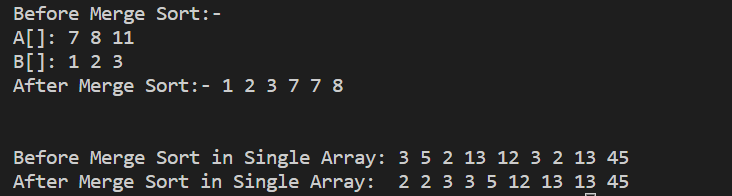 Before Merge Sort:-
A[]: 7 8 11
B[]: 1 2 3
After Merge Sort:- 1 2 3 7 7 8
Before Merge Sort in Single Array: 3 5 2 13 12 3 2 13 45
After Merge Sort in Single Array:  2 2 3 3 5 12 13 13 45